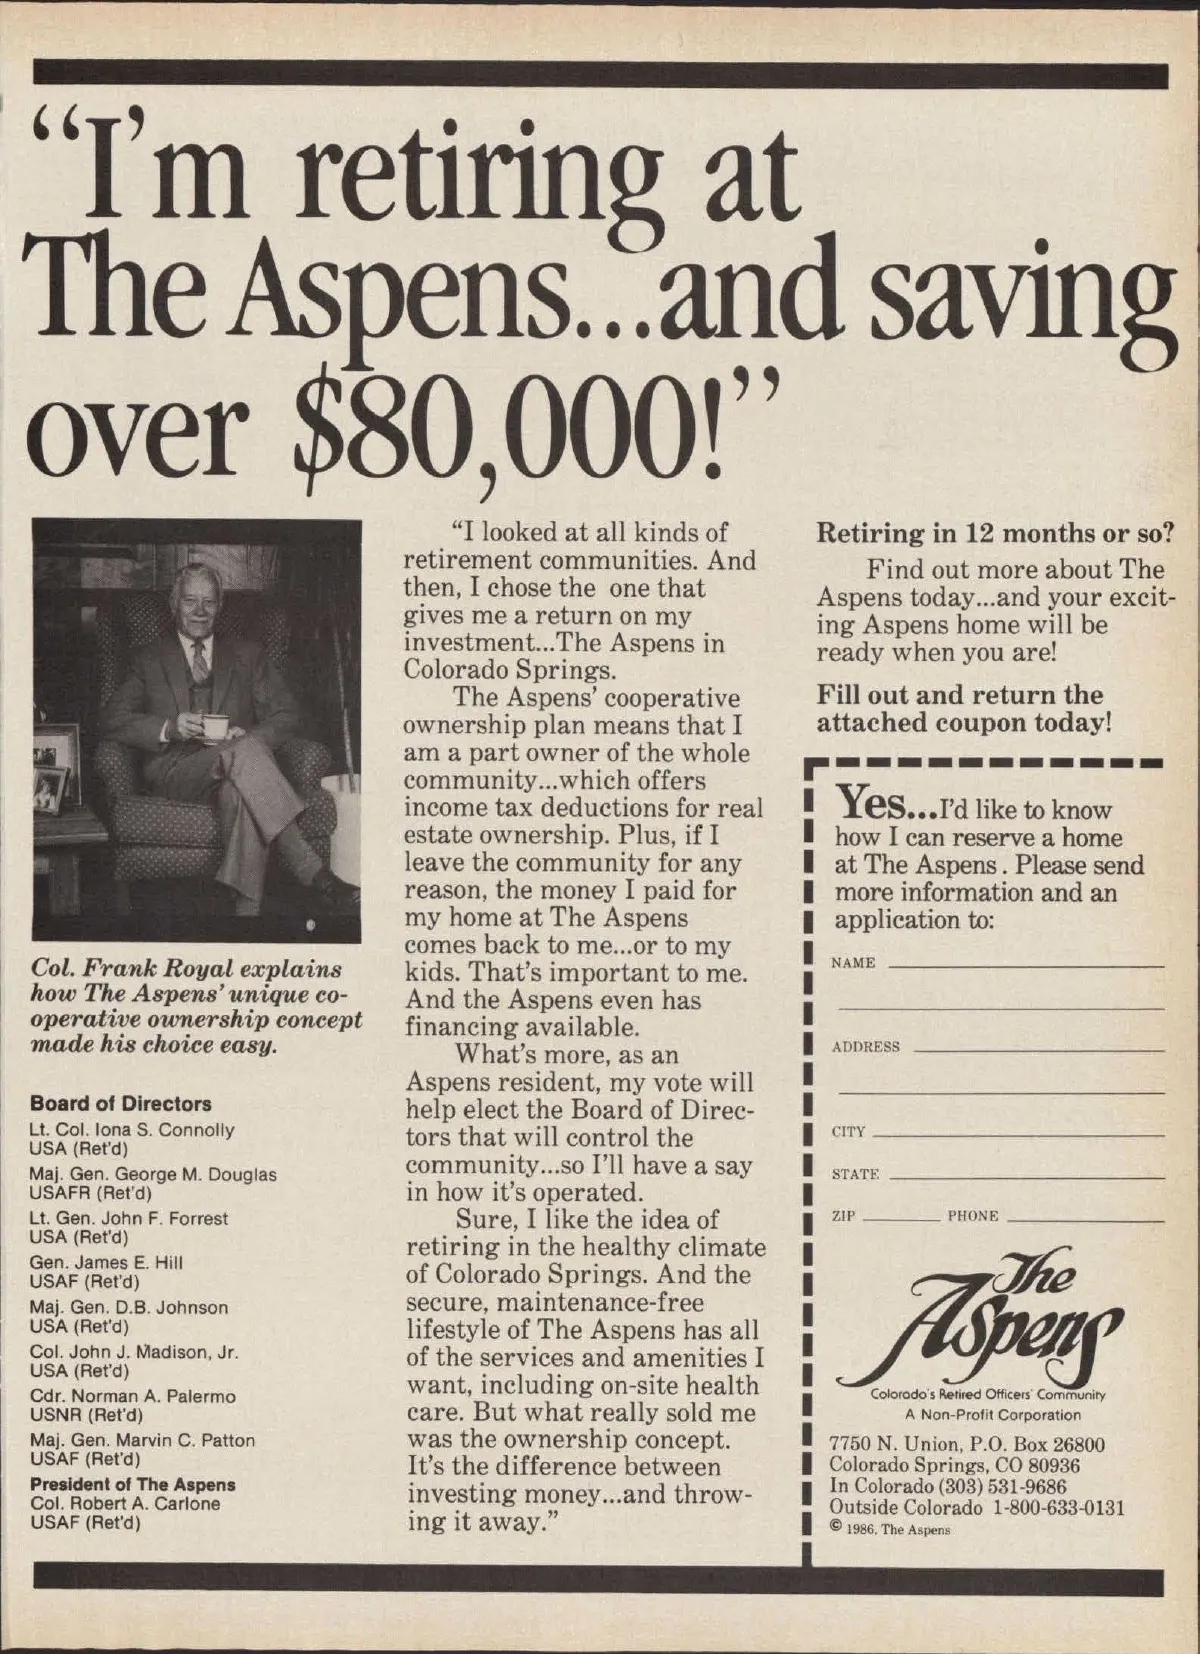 “I'm retiring at
The Aspens...and saving
over $80,000!”
Col. Frank Royal explains
how The Aspens' unique co-
operative ownership concept
made his choice easy.
Board of Directors
Lt. Col. Iona S. Connolly
USA (Ret'd)
Maj. Gen. George M. Douglas
USAFR (Ret'd)
Lt. Gen. John F. Forrest
USA (Ret'd)
Gen. James E. Hill
USAF (Ret'd)
Maj. Gen. D.B. Johnson
USA (Ret'd)
Col. John J. Madison, Jr.
USA (Ret'd)
Cdr. Norman A. Palermo
USNR (Ret'd)
Maj. Gen. Marvin C. Patton
USAF (Ret'd)
President of The Aspens
Col. Robert A. Carlone
USAF (Ret'd)
“I looked at all kinds of
retirement communities. And
then, I chose the one that
gives me a return on my
investment...The Aspens in
Colorado Springs.
The Aspens' cooperative
ownership plan means that I
am a part owner of the whole
community...which offers
income tax deductions for real
estate ownership. Plus, if I
leave the community for any
reason, the money I paid for
my home at The Aspens
comes back to me...or to my
kids. That's important to me.
And the Aspens even has
financing available.
What's more, as an
Aspens resident, my vote will
help elect the Board of Direc-
tors that will control the
community...so I'll have a say
in how it's operated.
Sure, I like the idea of
retiring in the healthy climate
of Colorado Springs. And the
secure, maintenance-free
lifestyle of The Aspens has all
of the services and amenities I
want, including on-site health
care. But what really sold me
was the ownership concept.
It's the difference between
investing money...and throw-
ing it away.”
Retiring in 12 months or so?
Find out more about The
Aspens today...and your excit-
ing Aspens home will be
ready when you are!
Fill out and return the
attached coupon today!
Yes...I'd like to know
how I can reserve a home
at The Aspens. Please send
more information and an
application to:
NAME
ADDRESS
CITY
STATE
ZIP PHONE
The
Aspens
Colorado's Retired Officers' Community
A Non-Profit Corporation
7750 N. Union, P.O. Box 26800
Colorado Springs, CO 80936
In Colorado (303) 531-9686
Outside Colorado 1-800-633-0131
© 1986, The Aspens